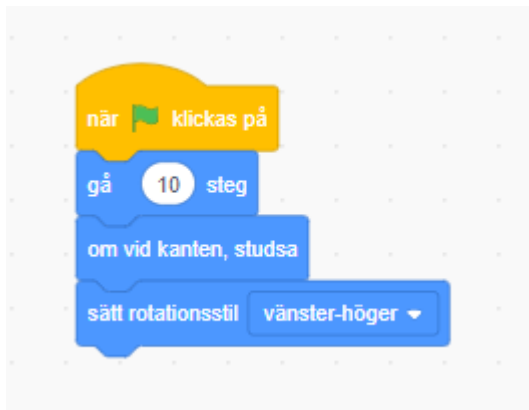 när klickas på
gå 10 steg
om vid kanten, studsa
sätt rotationsstil vänster-höger